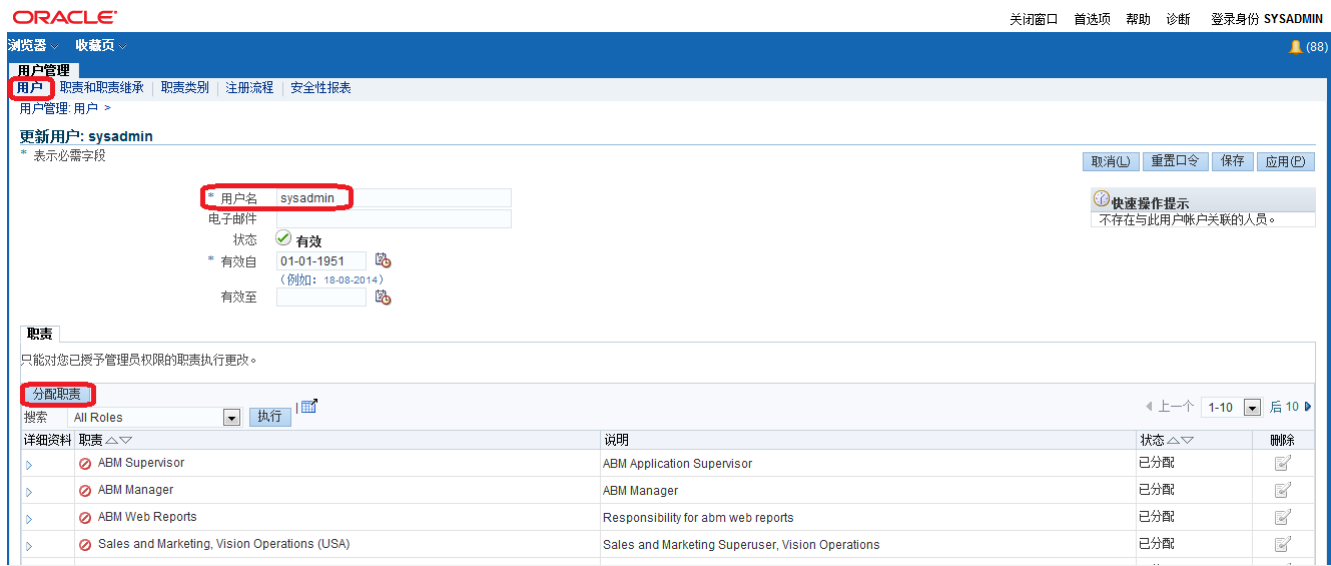 ORACLE
关闭窗口 首选项 帮助 诊断 登录身份 SYSADMIN
浏览器 收藏页 (88)
用户管理
用户 | 职责和职责继承 | 职责类别 | 注册流程 | 安全性报表
用户管理: 用户 >
更新用户: sysadmin
* 表示必需字段
取消(L) 重置口令 保存 应用(P)
* 用户名 sysadmin
快速操作提示
电子邮件
不存在与此用户帐户关联的人员。
状态 有效
* 有效自 01-01-1951
(例如: 18-08-2014)
有效至
职责
只能对您已授予管理员权限的职责执行更改。
分配职责
搜索 All Roles 执行 上一个 1-10 后 10
详细资料 职责 说明 状态 删除
ABM Supervisor ABM Application Supervisor 已分配
ABM Manager ABM Manager 已分配
ABM Web Reports Responsibility for abm web reports 已分配
Sales and Marketing, Vision Operations (USA) Sales and Marketing Superuser, Vision Operations 已分配